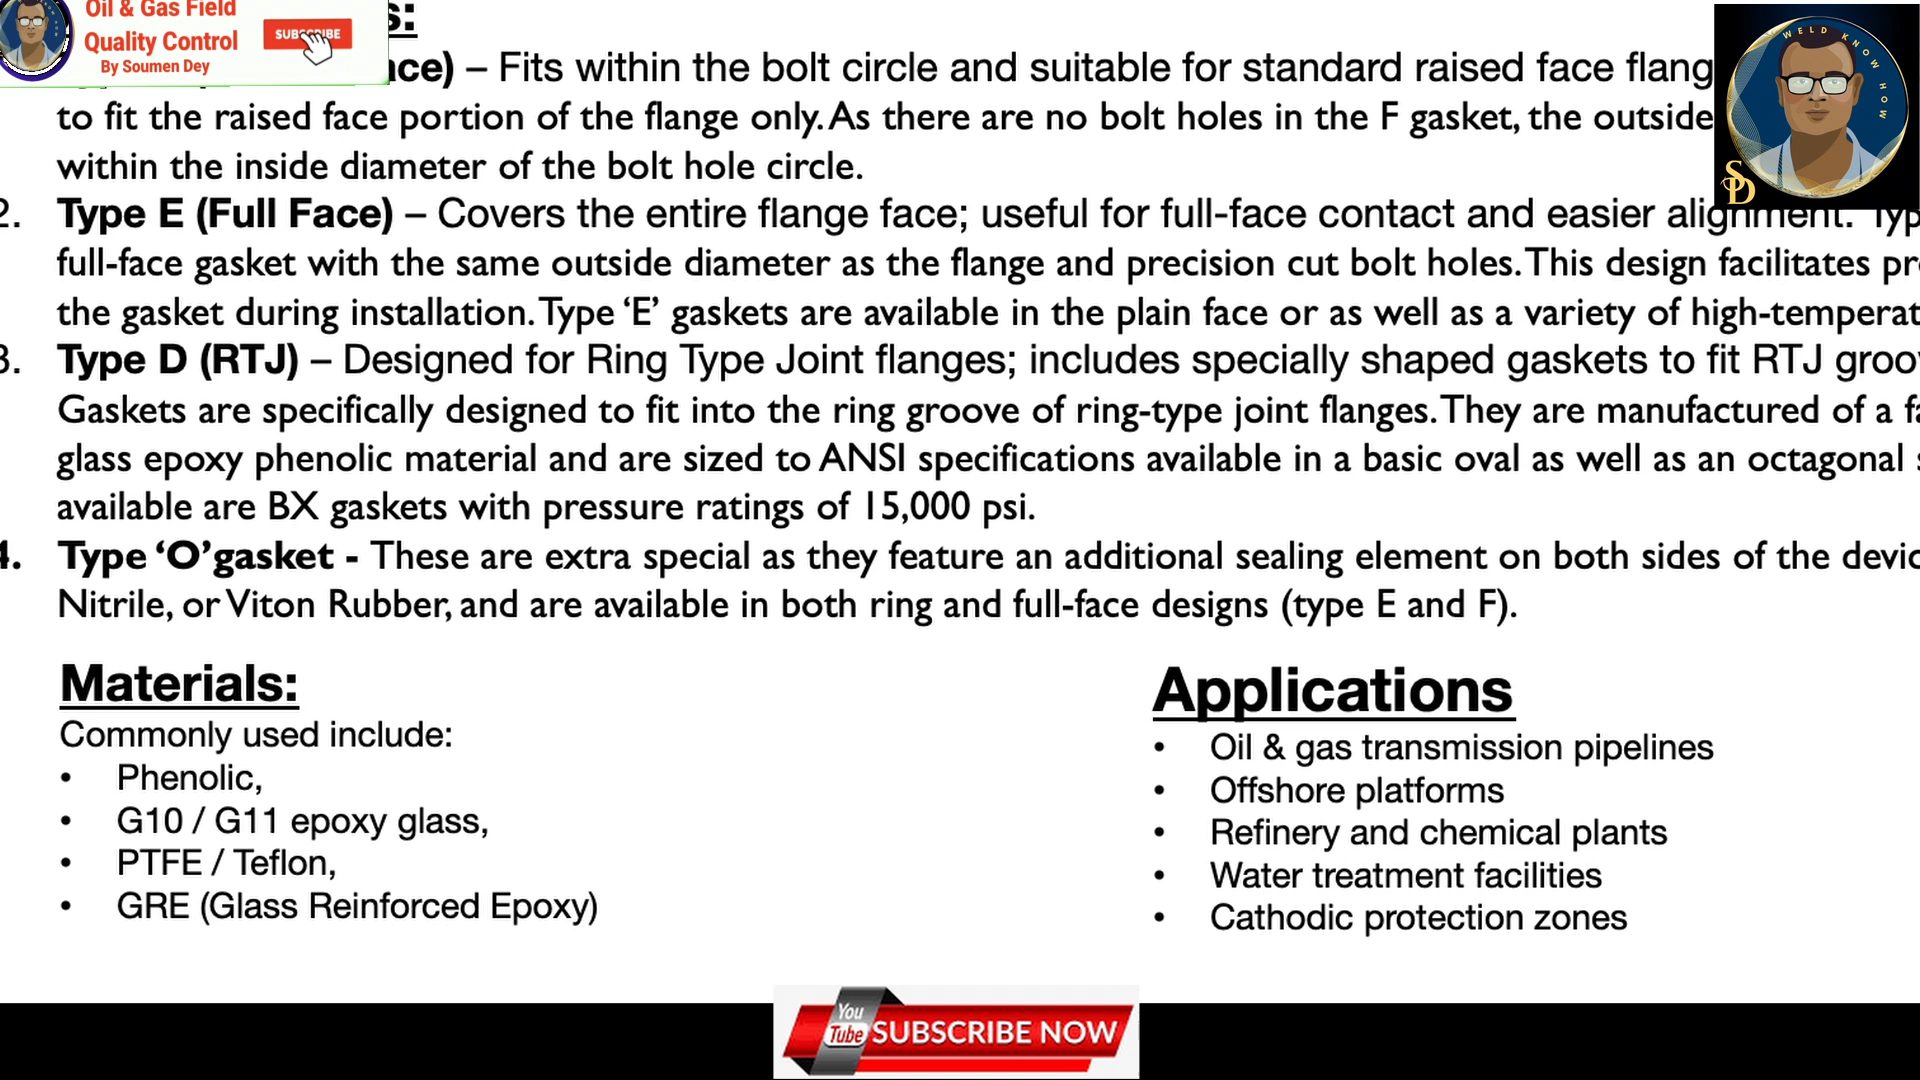 Oil & Gas Field
Quality Control
By Soumen Dey
SUBSCRIBE
s:
ace) – Fits within the bolt circle and suitable for standard raised face flang
to fit the raised face portion of the flange only. As there are no bolt holes in the F gasket, the outside
within the inside diameter of the bolt hole circle.
2. Type E (Full Face) – Covers the entire flange face; useful for full-face contact and easier alignment. Typ
full-face gasket with the same outside diameter as the flange and precision cut bolt holes. This design facilitates pr
the gasket during installation. Type ‘E’ gaskets are available in the plain face or as well as a variety of high-temperat
3. Type D (RTJ) – Designed for Ring Type Joint flanges; includes specially shaped gaskets to fit RTJ groo
Gaskets are specifically designed to fit into the ring groove of ring-type joint flanges. They are manufactured of a fa
glass epoxy phenolic material and are sized to ANSI specifications available in a basic oval as well as an octagonal s
available are BX gaskets with pressure ratings of 15,000 psi.
4. Type ‘O’gasket - These are extra special as they feature an additional sealing element on both sides of the devic
Nitrile, or Viton Rubber, and are available in both ring and full-face designs (type E and F).
Materials:
Commonly used include:
• Phenolic,
• G10 / G11 epoxy glass,
• PTFE / Teflon,
• GRE (Glass Reinforced Epoxy)
Applications
• Oil & gas transmission pipelines
• Offshore platforms
• Refinery and chemical plants
• Water treatment facilities
• Cathodic protection zones
WELD KNOW HOW
SD
You
Tube
SUBSCRIBE NOW